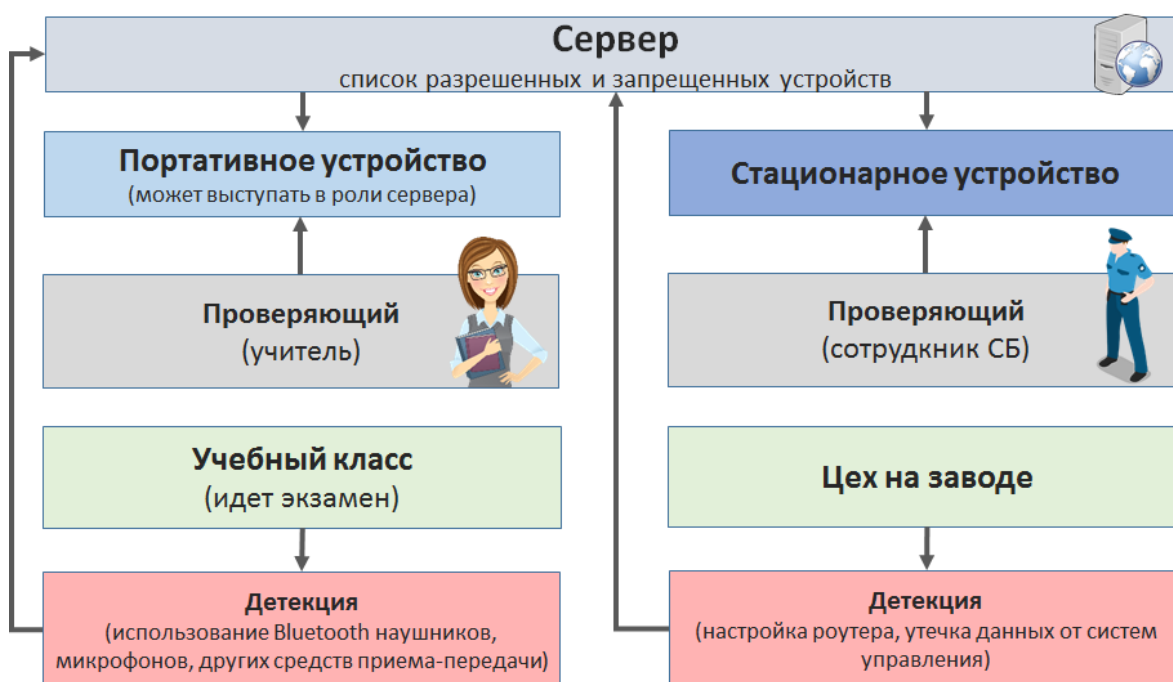 Сервер
список разрешенных и запрещенных устройств
Портативное устройство
(может выступать в роли сервера)
Стационарное устройство
Проверяющий
(учитель)
Проверяющий
(сотрудкник СБ)
Учебный класс
(идет экзамен)
Цех на заводе
Детекция
(использование Bluetooth наушников,
микрофонов, других средств приема-передачи)
Детекция
(настройка роутера, утечка данных от систем
управления)